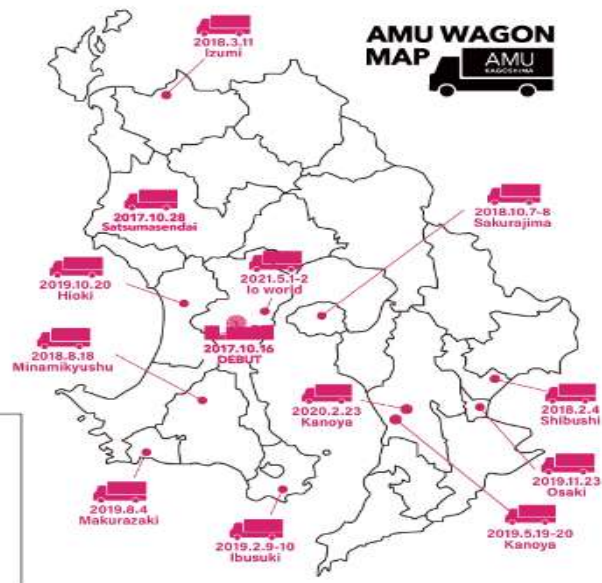 2018.3.11
Izumi
AMU WAGON
MAP
AMU
KAGOSHIMA
2017.10.28
Satsumasendai
2018.10.7-8
Sakurajima
2019.10.20
Hioki
2021.5.1-2
Io world
2017.10.16
DEBUT
2018.8.18
Minamikyushu
2020.2.23
Kanoya
2018.2.4
Shibushi
2019.11.23
Osaki
2019.8.4
Makurazaki
2019.2.9-10
Ibusuki
2019.5.19-20
Kanoya